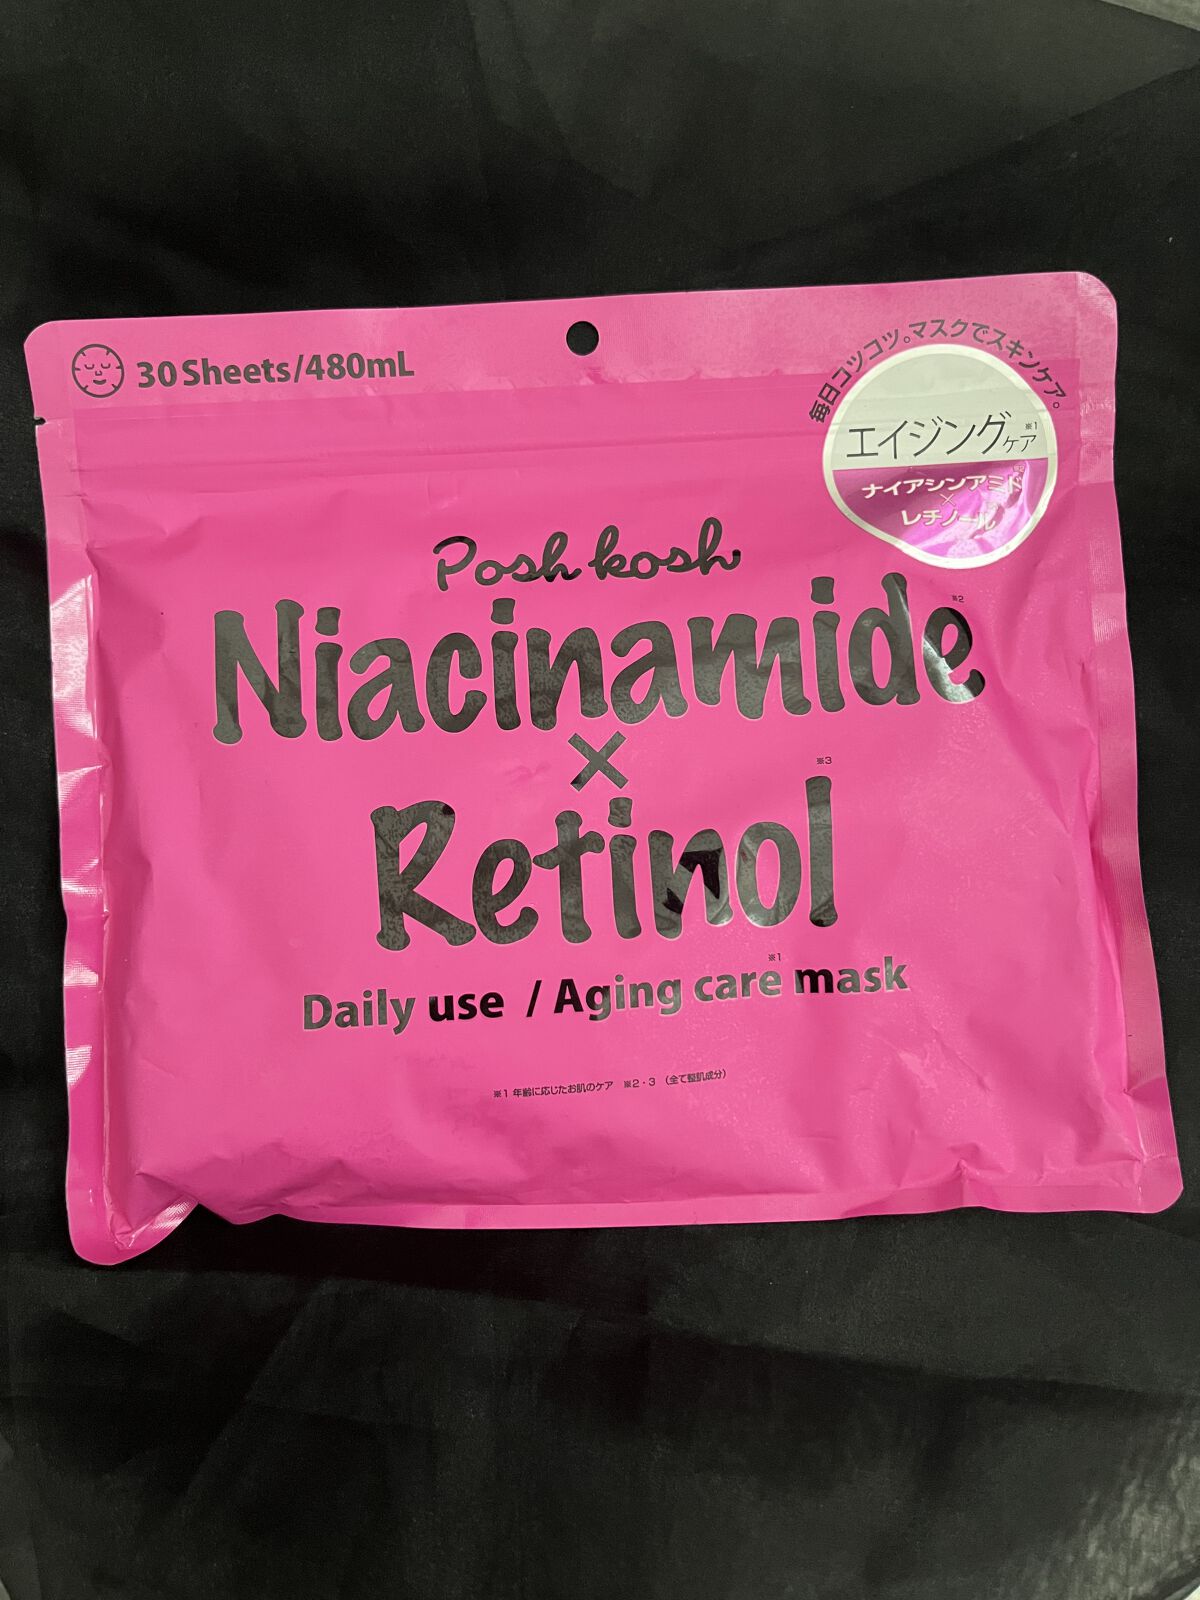 30 Sheets/480mL
毎日コツコツ。マスクでスキンケア。
エイジングケア※1
ナイアシンアミド※2
×
レチノール
Posh kosh
Niacinamide※2
×
Retinol※3
Daily use / Aging care※1 mask
※1 年齢に応じたお肌のケア ※2・3 (全て整肌成分)